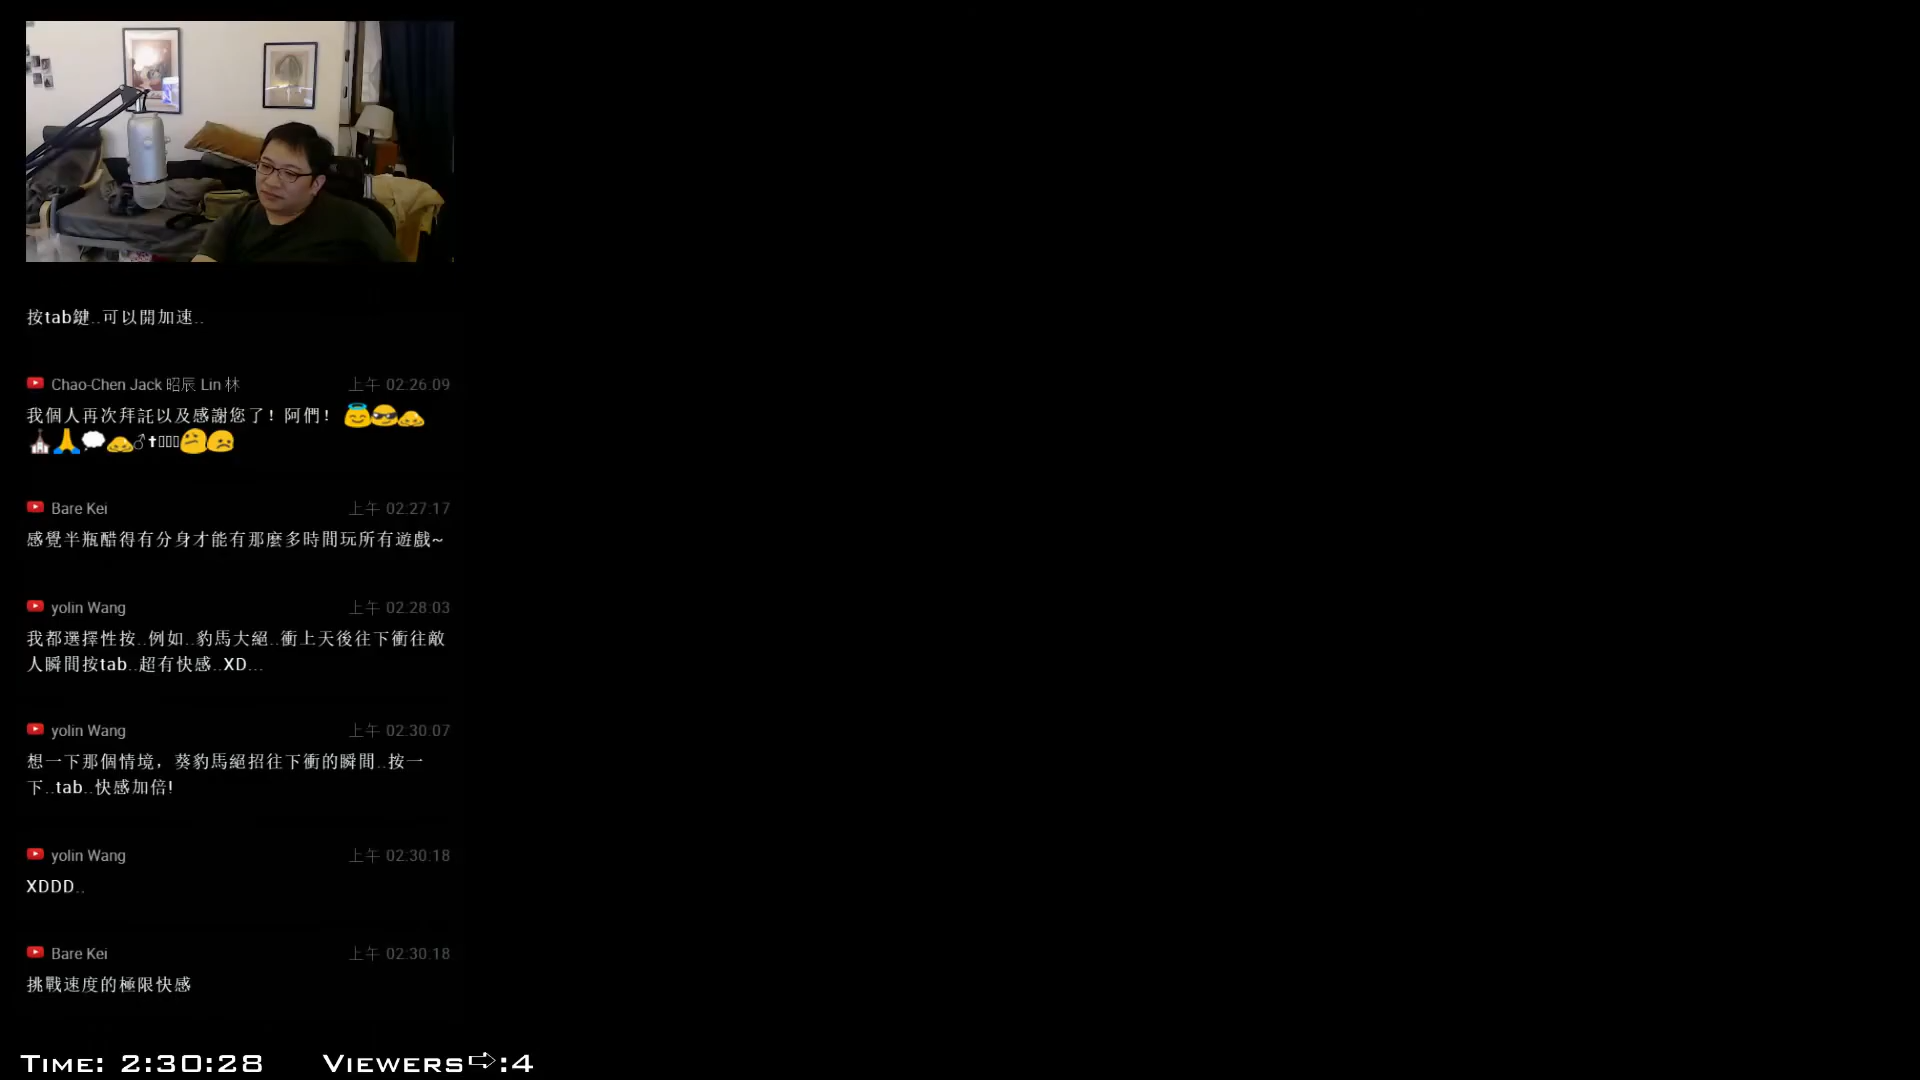 按tab鍵..可以開加速..
Chao-Chen Jack 昭辰 Lin 林 上午 02:26:09
我個人再次拜託以及感謝您了！阿們！ 😇😎🙇
⛪🙏💭🙇♂✝🤔😞
Bare Kei 上午 02:27:17
感覺半瓶醋得有分身才能有那麼多時間玩所有遊戲~
yolin Wang 上午 02:28:03
我都選擇性按..例如..豹馬大絕..衝上天後往下衝往敵
人瞬間按tab..超有快感..XD...
yolin Wang 上午 02:30:07
想一下那個情境，葵豹馬絕招往下衝的瞬間..按一
下..tab..快感加倍!
yolin Wang 上午 02:30:18
XDDD..
Bare Kei 上午 02:30:18
挑戰速度的極限快感
Time: 2:30:28 Viewers➪:4